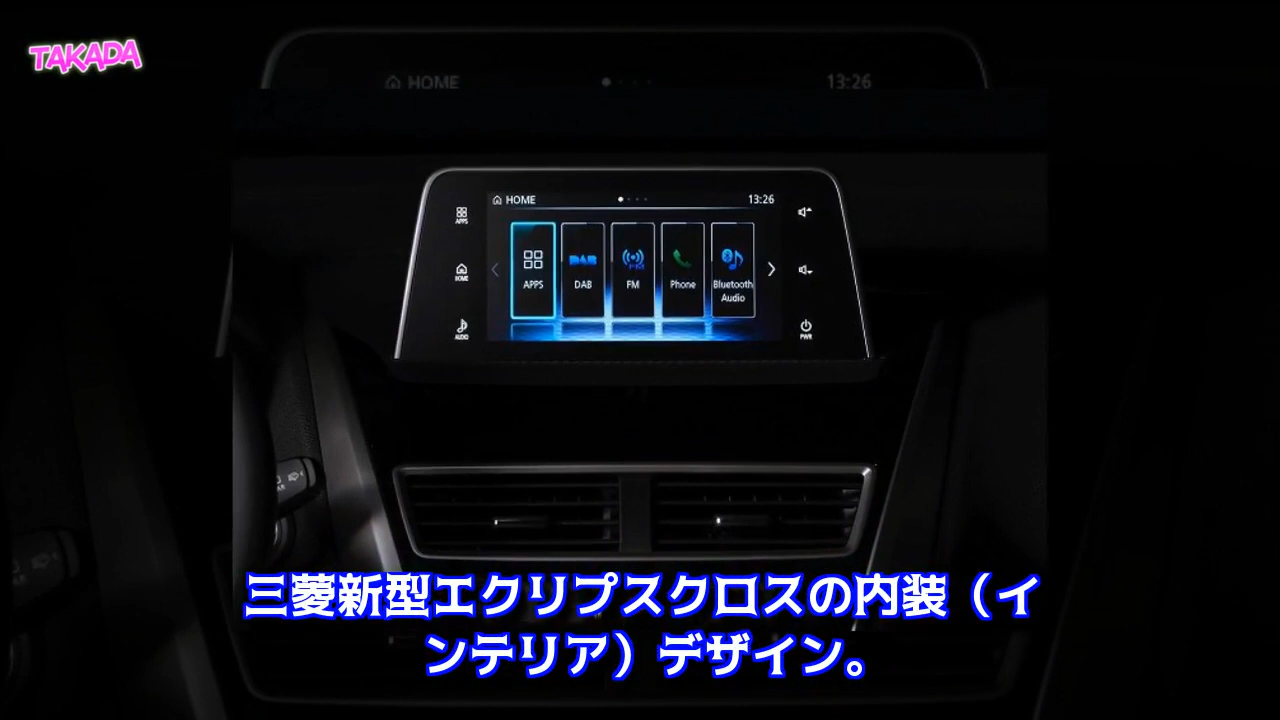 TAKADA
HOME 13:26
HOME 13:26
APPS
HOME
AUDIO
APPS DAB FM Phone Bluetooth Audio
PWR
三菱新型エクリプスクロスの内装（イ
ンテリア）デザイン。